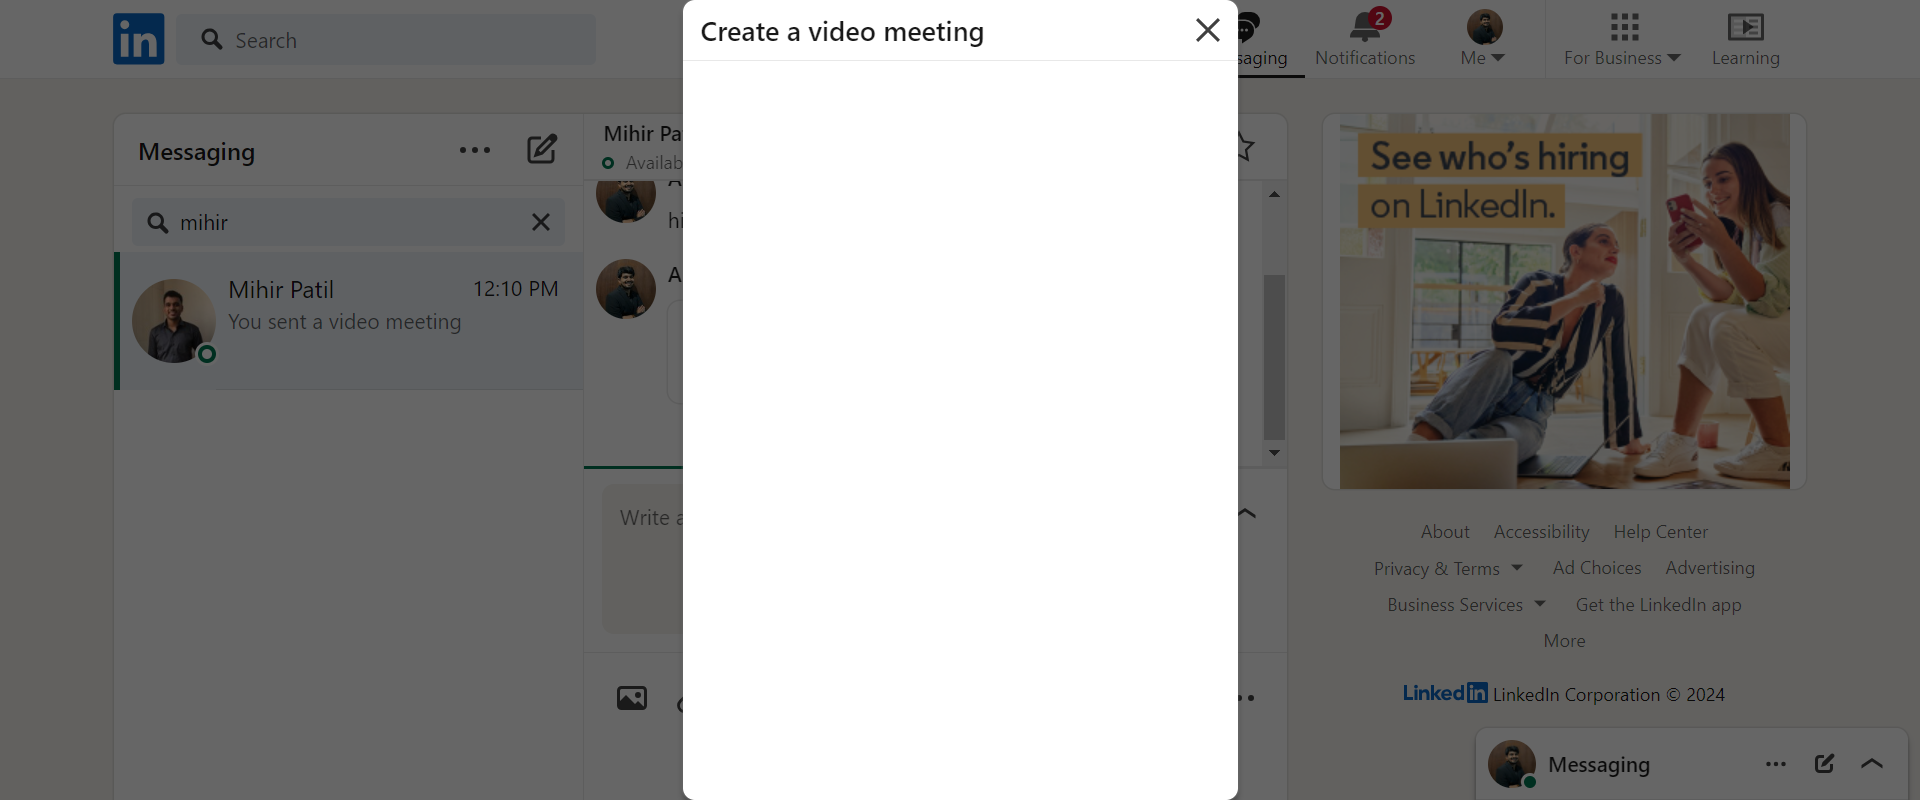 in
Search
Create a video meeting
saging
2
Notifications
Me
For Business
Learning
Messaging
mihir
Mihir Patil
12:10 PM
You sent a video meeting
Mihir Pa
Availab
A
hi
A
Write a
See who's hiring
on LinkedIn.
About Accessibility Help Center
Privacy & Terms Ad Choices Advertising
Business Services Get the LinkedIn app
More
LinkedIn LinkedIn Corporation © 2024
Messaging